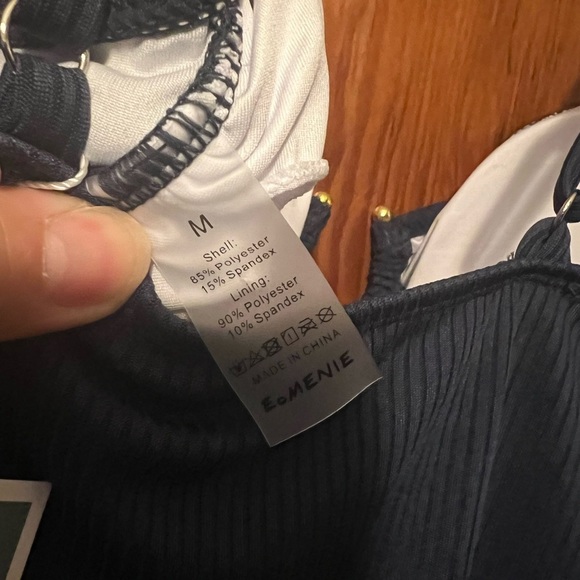 M
Shell:
85% Polyester
15% Spandex
Lining:
90% Polyester
10% Spandex
MADE IN CHINA
EOMENIE